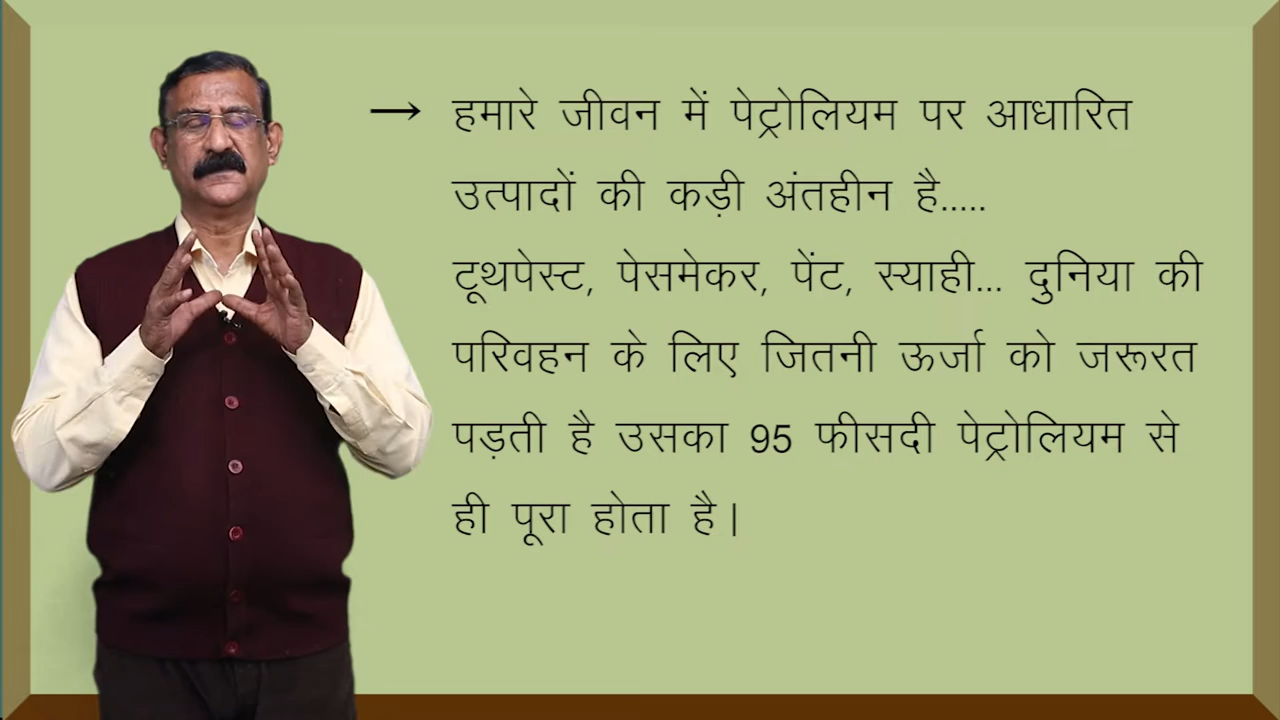 → हमारे जीवन में पेट्रोलियम पर आधारित
उत्पादों की कड़ी अंतहीन है.....
टूथपेस्ट, पेसमेकर, पेंट, स्याही... दुनिया की
परिवहन के लिए जितनी ऊर्जा को जरूरत
पड़ती है उसका 95 फीसदी पेट्रोलियम से
ही पूरा होता है।